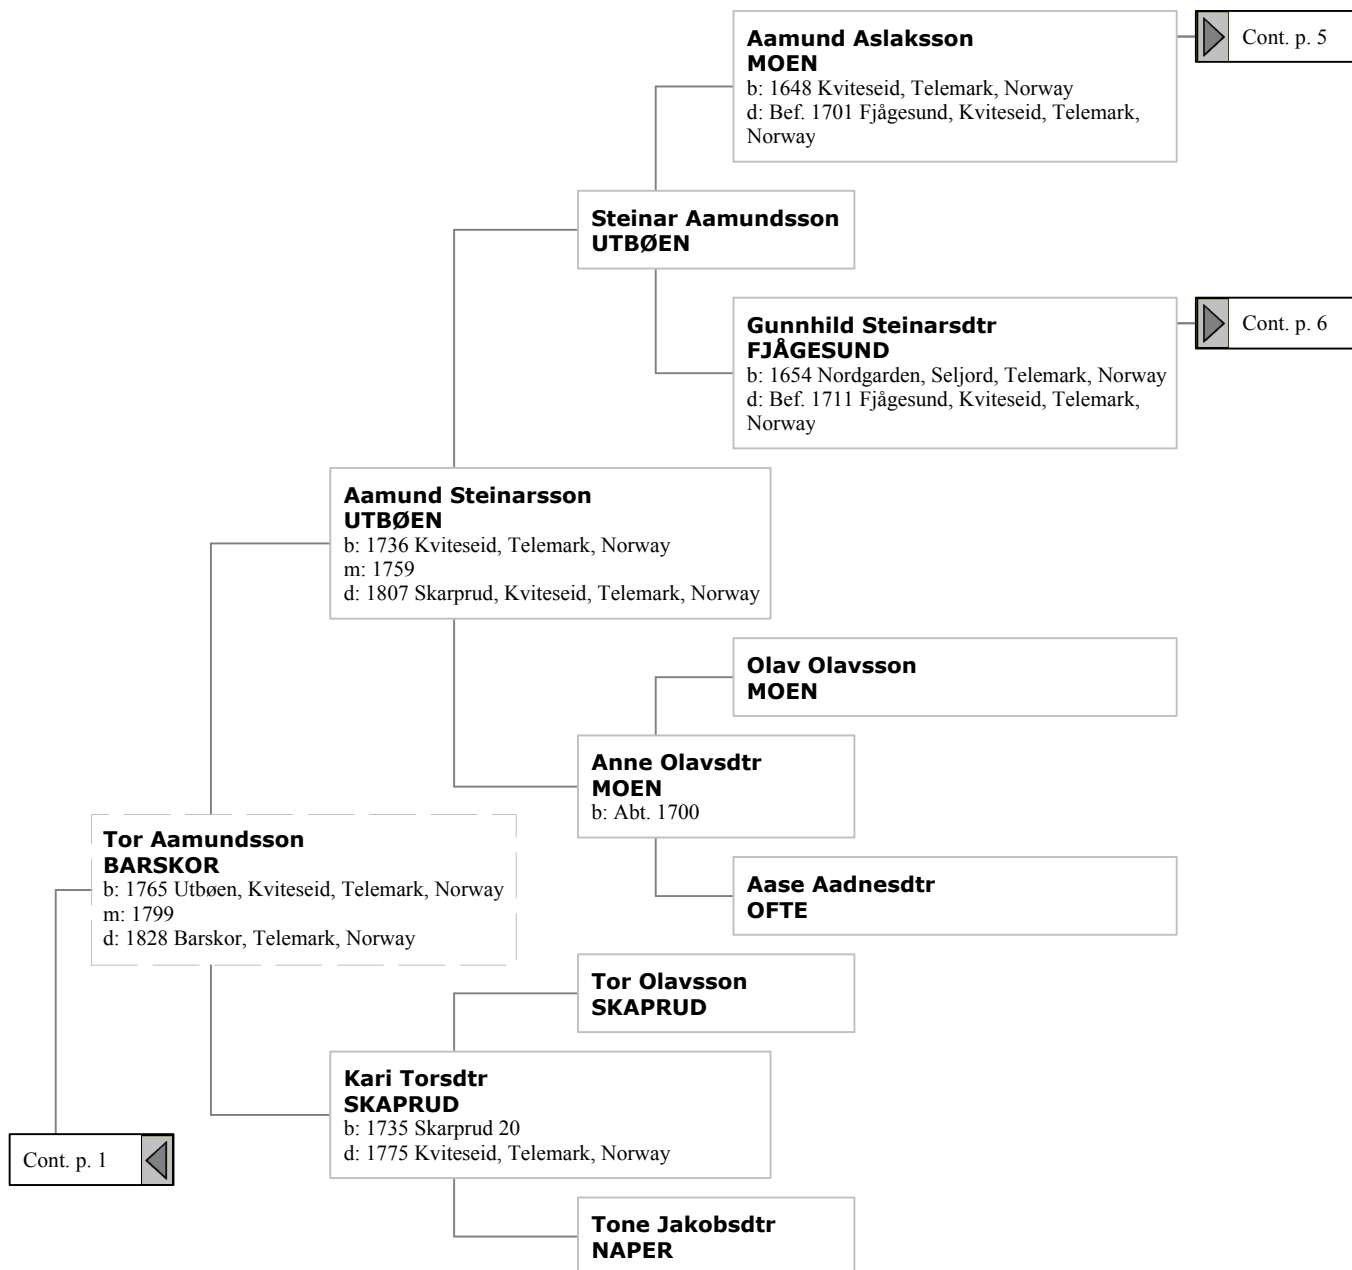 Aamund Aslaksson
MOEN
b: 1648 Kviteseid, Telemark, Norway
d: Bef. 1701 Fjågesund, Kviteseid, Telemark,
Norway
Cont. p. 5
Steinar Aamundsson
UTBØEN
Gunnhild Steinarsdtr
FJÅGESUND
b: 1654 Nordgarden, Seljord, Telemark, Norway
d: Bef. 1711 Fjågesund, Kviteseid, Telemark,
Norway
Cont. p. 6
Aamund Steinarsson
UTBØEN
b: 1736 Kviteseid, Telemark, Norway
m: 1759
d: 1807 Skarprud, Kviteseid, Telemark, Norway
Olav Olavsson
MOEN
Anne Olavsdtr
MOEN
b: Abt. 1700
Aase Aadnesdtr
OFTE
Tor Aamundsson
BARSKOR
b: 1765 Utbøen, Kviteseid, Telemark, Norway
m: 1799
d: 1828 Barskor, Telemark, Norway
Tor Olavsson
SKAPRUD
Kari Torsdtr
SKAPRUD
b: 1735 Skarprud 20
d: 1775 Kviteseid, Telemark, Norway
Cont. p. 1
Tone Jakobsdtr
NAPER